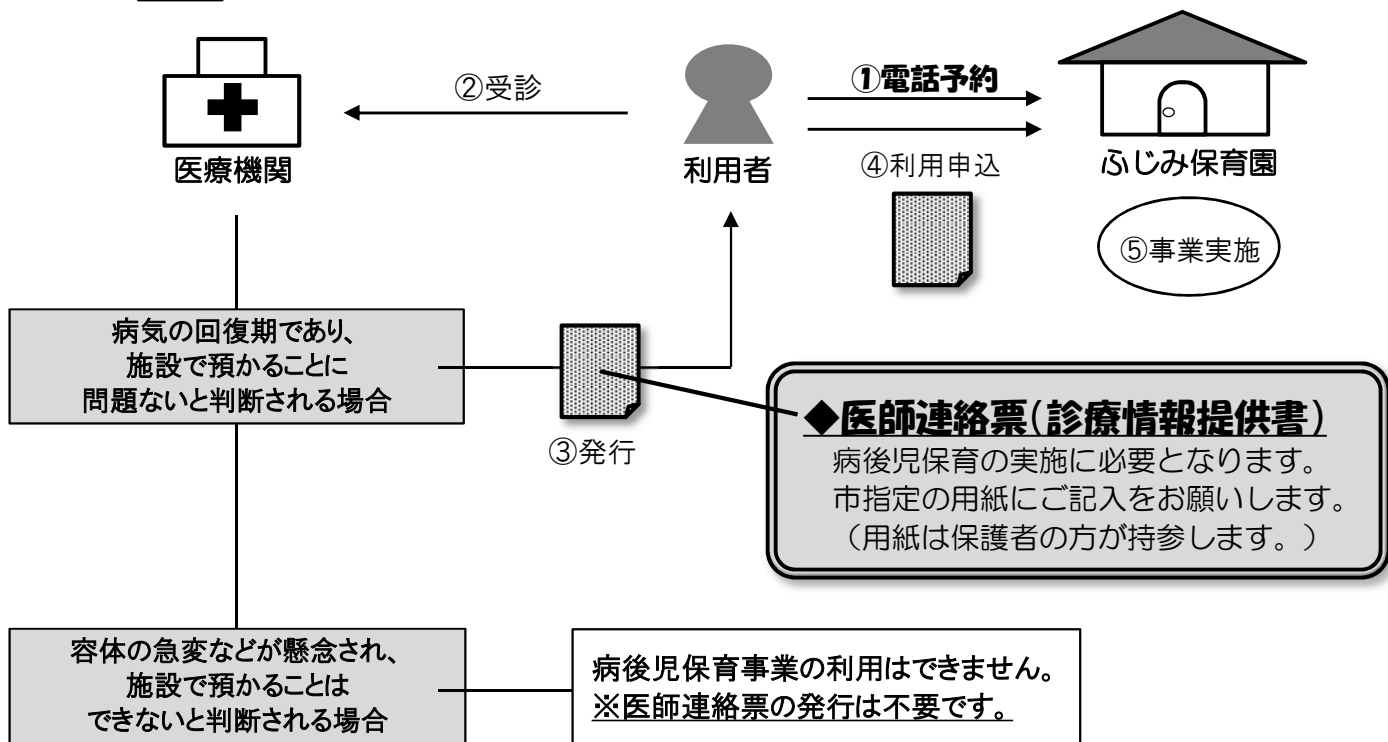 ②受診
①電話予約
医療機関
利用者
④利用申込
ふじみ保育園
⑤事業実施
病気の回復期であり、
施設で預かることに
問題ないと判断される場合
③発行
◆医師連絡票(診療情報提供書)
病後児保育の実施に必要となります。
市指定の用紙にご記入をお願いします。
（用紙は保護者の方が持参します。）
容体の急変などが懸念され、
施設で預かることは
できないと判断される場合
病後児保育事業の利用はできません。
※医師連絡票の発行は不要です。